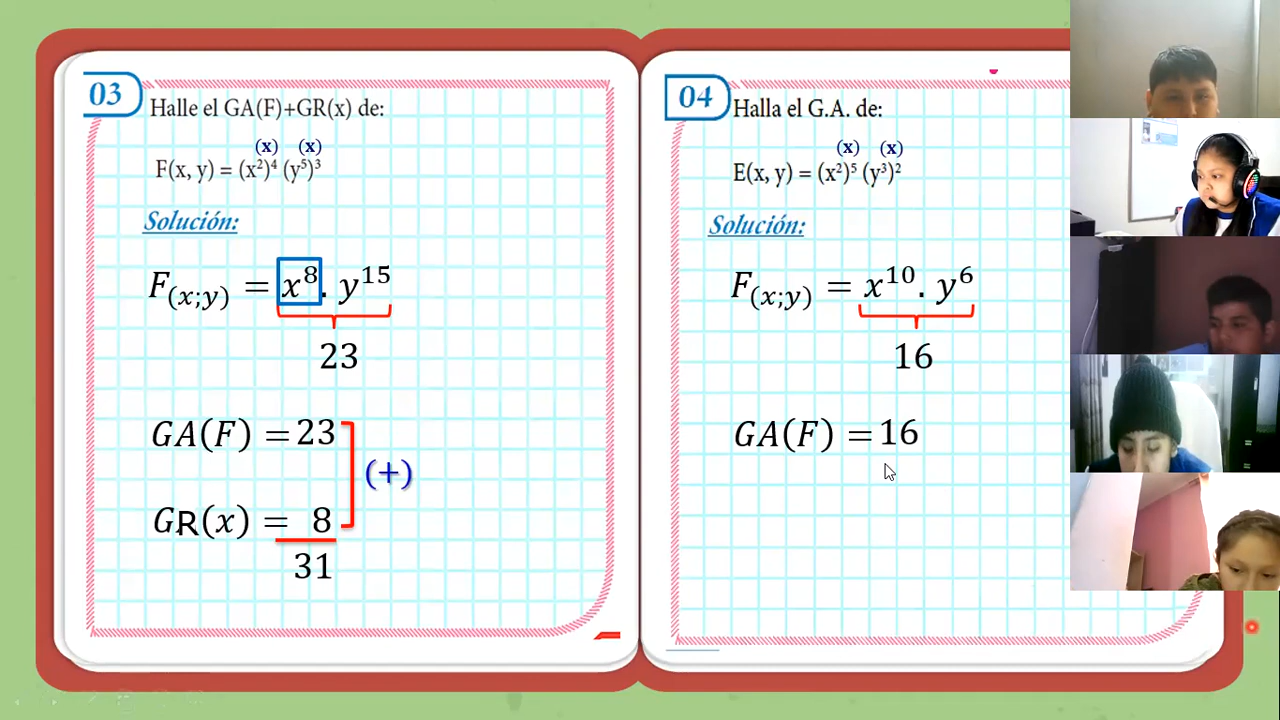 03
Halle el GA(F)+GR(x) de:
(x) (x)
F(x, y) = (x²)⁴ (y⁵)³
Solución:
F(x;y) = x⁸ . y¹⁵
23
GA(F) = 23
(+)
GR(x) = 8
31
04
Halla el G.A. de:
(x) (x)
E(x, y) = (x²)⁵ (y³)²
Solución:
F(x;y) = x¹⁰ . y⁶
16
GA(F) = 16